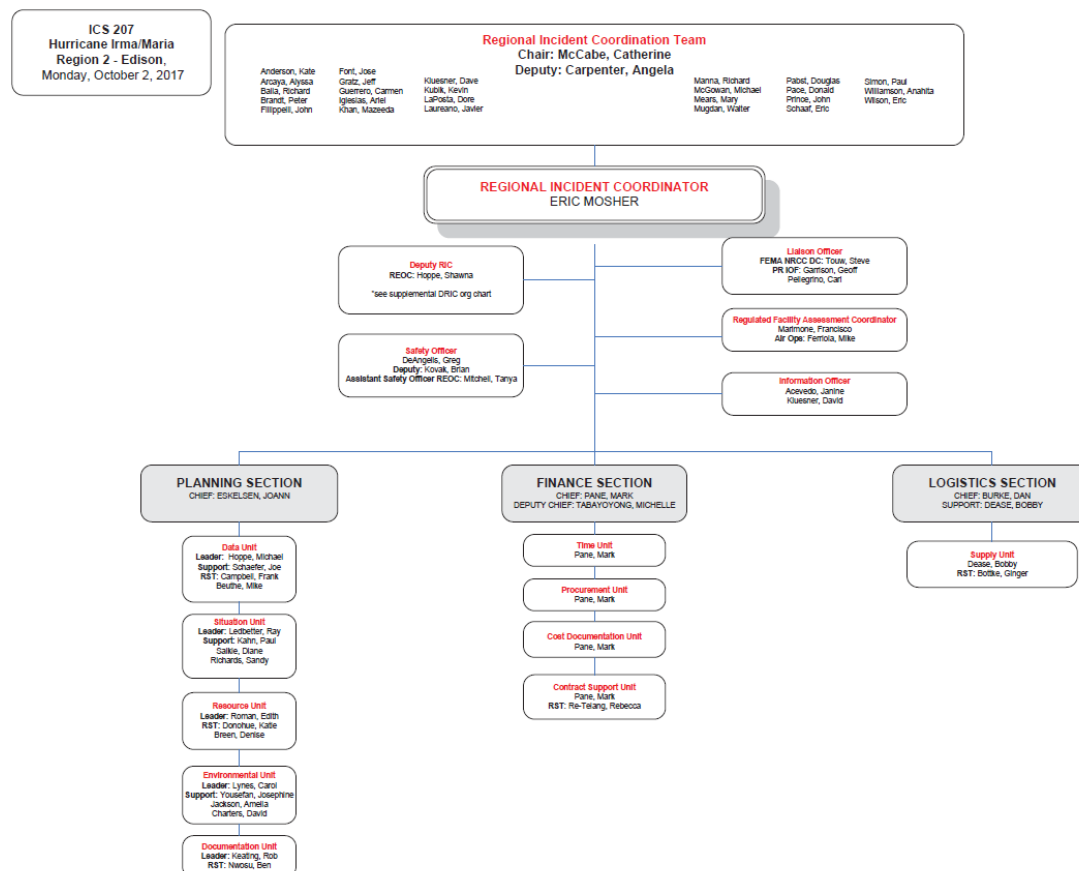 ICS 207
Hurricane Irma/Maria
Region 2 - Edison,
Monday, October 2, 2017
Regional Incident Coordination Team
Chair: McCabe, Catherine
Deputy: Carpenter, Angela
Anderson, Kate
Arcaya, Alyssa
Balla, Richard
Brandt, Peter
Filippelli, John
Font, Jose
Gratz, Jeff
Guerrero, Carmen
Iglesias, Ariel
Khan, Mazeeda
Kluesner, Dave
Kubik, Kevin
LaPosta, Dore
Laureano, Javier
Manna, Richard
McGowan, Michael
Mears, Mary
Mugdan, Walter
Pabst, Douglas
Pace, Donald
Prince, John
Schaaf, Eric
Simon, Paul
Williamson, Anahita
Wilson, Eric
REGIONAL INCIDENT COORDINATOR
ERIC MOSHER
Deputy RIC
REOC: Hoppe, Shawna
*see supplemental DRIC org chart
Liaison Officer
FEMA NRCC DC: Touw, Steve
PR IOF: Garrison, Geoff
Pellegrino, Carl
Regulated Facility Assessment Coordinator
Marimone, Francisco
Air Ops: Ferriola, Mike
Safety Officer
DeAngelis, Greg
Deputy: Kovak, Brian
Assistant Safety Officer REOC: Mitchell, Tanya
Information Officer
Acevedo, Janine
Kluesner, David
PLANNING SECTION
CHIEF: ESKELSEN, JOANN
FINANCE SECTION
CHIEF: PANE, MARK
DEPUTY CHIEF: TABAYOYONG, MICHELLE
LOGISTICS SECTION
CHIEF: BURKE, DAN
SUPPORT: DEASE, BOBBY
Data Unit
Leader: Hoppe, Michael
Support: Schaefer, Joe
RST: Campbell, Frank
Beuthe, Mike
Situation Unit
Leader: Ledbetter, Ray
Support: Kahn, Paul
Salkie, Diane
Richards, Sandy
Resource Unit
Leader: Roman, Edith
RST: Donohue, Katie
Breen, Denise
Environmental Unit
Leader: Lynes, Carol
Support: Yousefan, Josephine
Jackson, Amelia
Charters, David
Documentation Unit
Leader: Keating, Rob
RST: Nwosu, Ben
Time Unit
Pane, Mark
Procurement Unit
Pane, Mark
Cost Documentation Unit
Pane, Mark
Contract Support Unit
Pane, Mark
RST: Re-Telang, Rebecca
Supply Unit
Dease, Bobby
RST: Bottke, Ginger